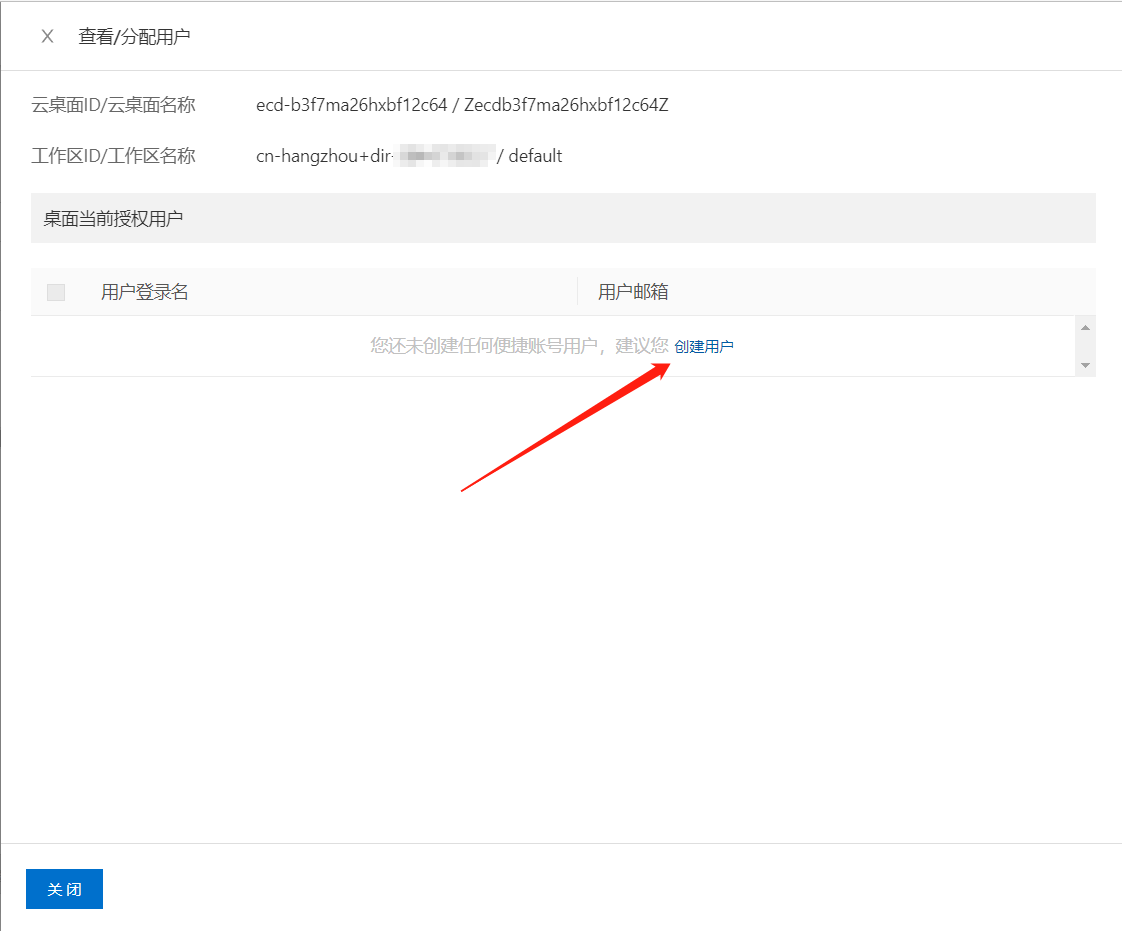 X 查看/分配用户
云桌面ID/云桌面名称 ecd-b3f7ma26hxbf12c64 / Zecdb3f7ma26hxbf12c64Z
工作区ID/工作区名称 cn-hangzhou+dir- / default
桌面当前授权用户
用户登录名 用户邮箱
您还未创建任何便捷账号用户，建议您 创建用户
关 闭